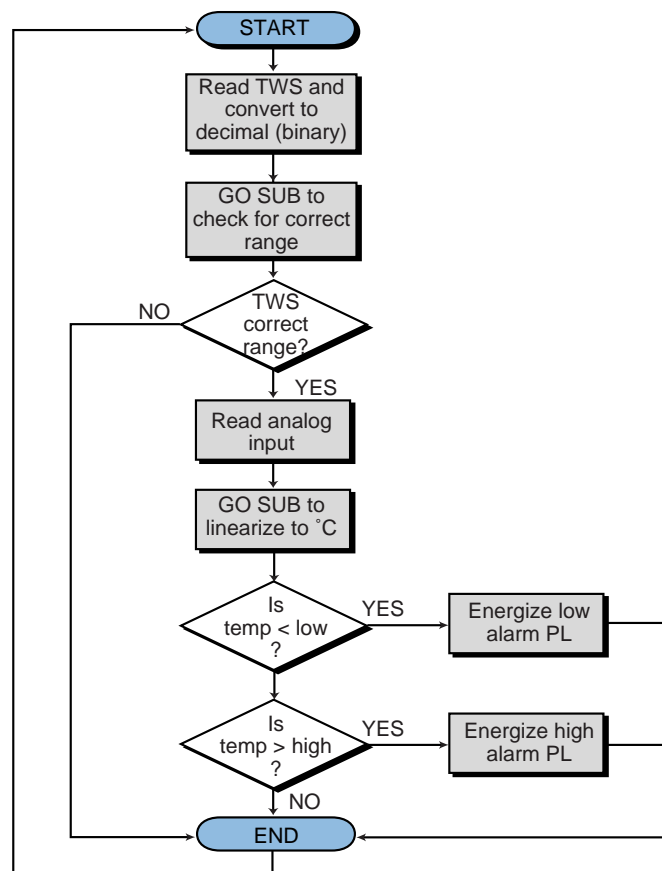 START
Read TWS and
convert to
decimal (binary)
GO SUB to
check for correct
range
NO
TWS
correct
range?
YES
Read analog
input
GO SUB to
linearize to ˚C
Is
temp < low
?
YES
Energize low
alarm PL
Is
temp > high
?
YES
Energize high
alarm PL
NO
END